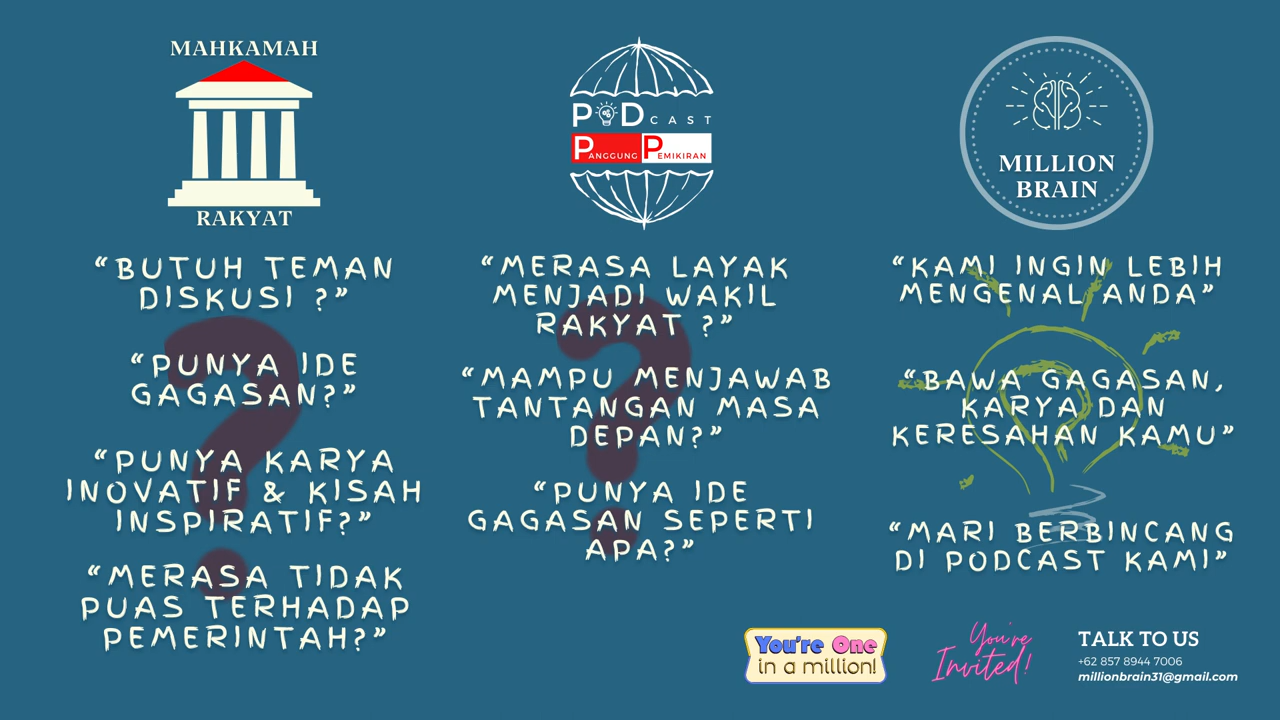 MAHKAMAH
RAKYAT
“BUTUH TEMAN
DISKUSI ?”
“PUNYA IDE
GAGASAN?”
“PUNYA KARYA
INOVATIF & KISAH
INSPIRATIF?”
“MERASA TIDAK
PUAS TERHADAP
PEMERINTAH?”
PODCAST
PANGGUNG PEMIKIRAN
“MERASA LAYAK
MENJADI WAKIL
RAKYAT ?”
“MAMPU MENJAWAB
TANTANGAN MASA
DEPAN?”
“PUNYA IDE
GAGASAN SEPERTI
APA?”
MILLION
BRAIN
“KAMI INGIN LEBIH
MENGENAL ANDA”
“BAWA GAGASAN,
KARYA DAN
KERESAHAN KAMU”
“MARI BERBINCANG
DI PODCAST KAMI”
You're One
in a million!
You're
Invited!
TALK TO US
+62 857 8944 7006
millionbrain31@gmail.com